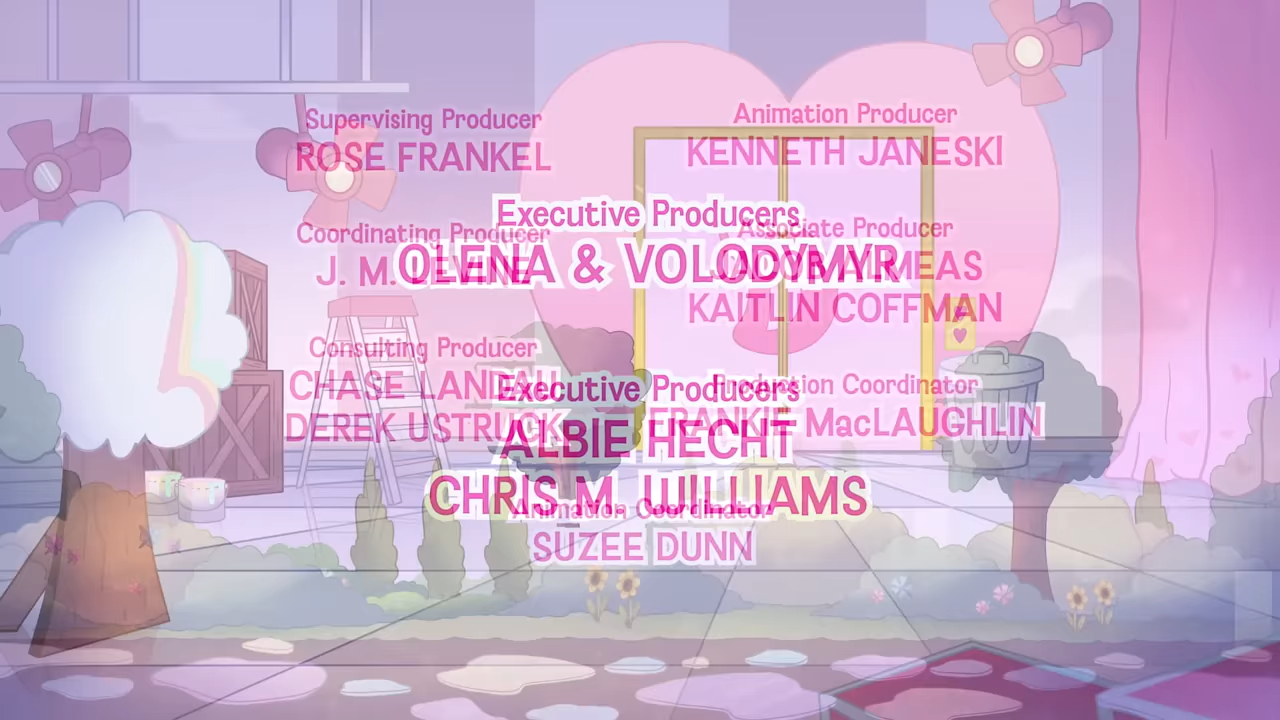 Supervising Producer
ROSE FRANKEL
Coordinating Producer
J. M. LEVINE
Consulting Producer
CHASE LANDAU
DEREK USTRUCK
Animation Producer
KENNETH JANESKI
Associate Producer
KAITLIN COFFMAN
Production Coordinator
FRANKIE MacLAUGHLIN
Animation Coordinator
SUZEE DUNN
Executive Producers
OLENA & VOLODYMYR
Executive Producers
ALBIE HECHT
CHRIS M. WILLIAMS